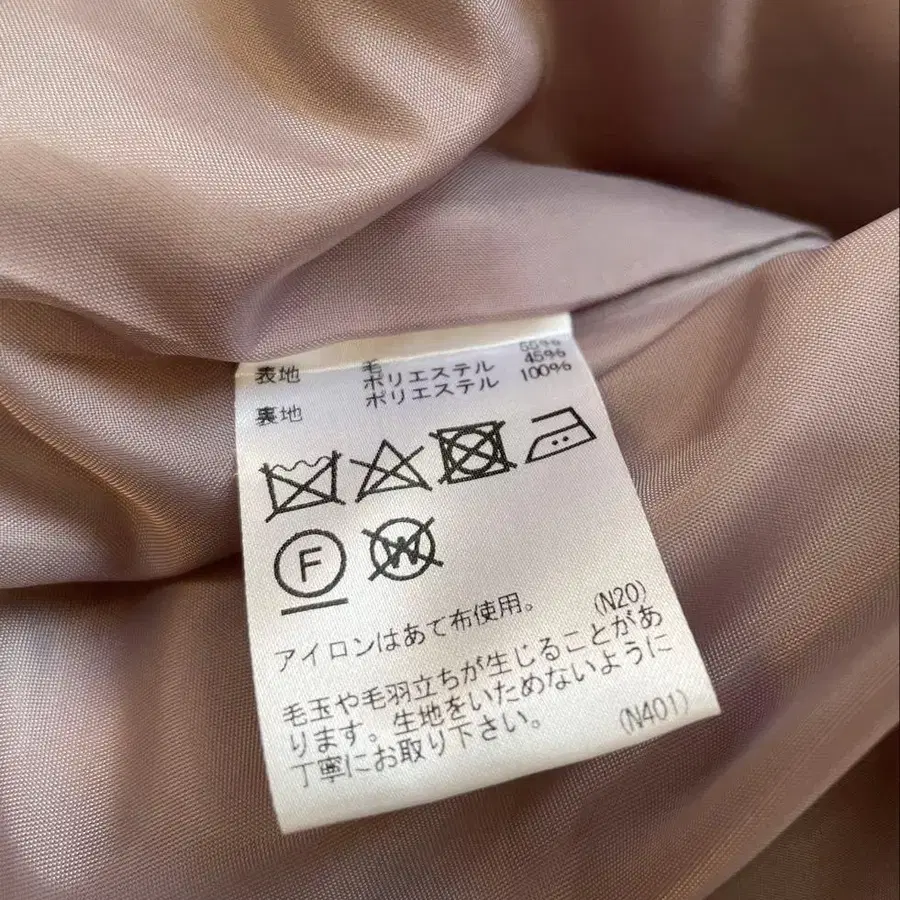 表地 毛 55%
ポリエステル 45%
裏地 ポリエステル 100%
F
W
アイロンはあて布使用。 (N20)
毛玉や毛羽立ちが生じることがあ
ります。生地をいためないように
丁寧にお取り下さい。 (N401)